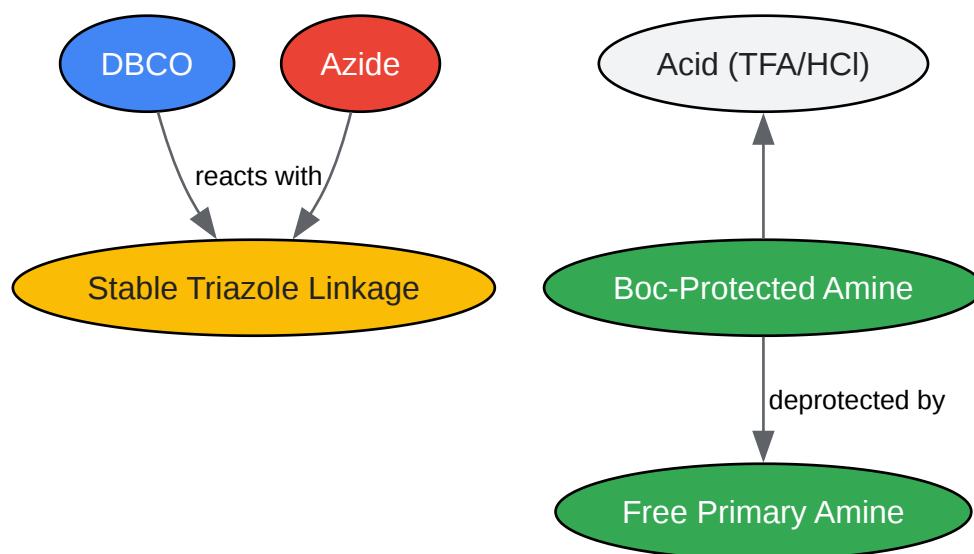 DBCO
Azide
Acid (TFA/HCl)
reacts with
Stable Triazole Linkage
Boc-Protected Amine
deprotected by
Free Primary Amine